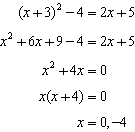 (x+3)² − 4 = 2x + 5
x² + 6x + 9 − 4 = 2x + 5
x² + 4x = 0
x(x+4) = 0
x = 0, −4